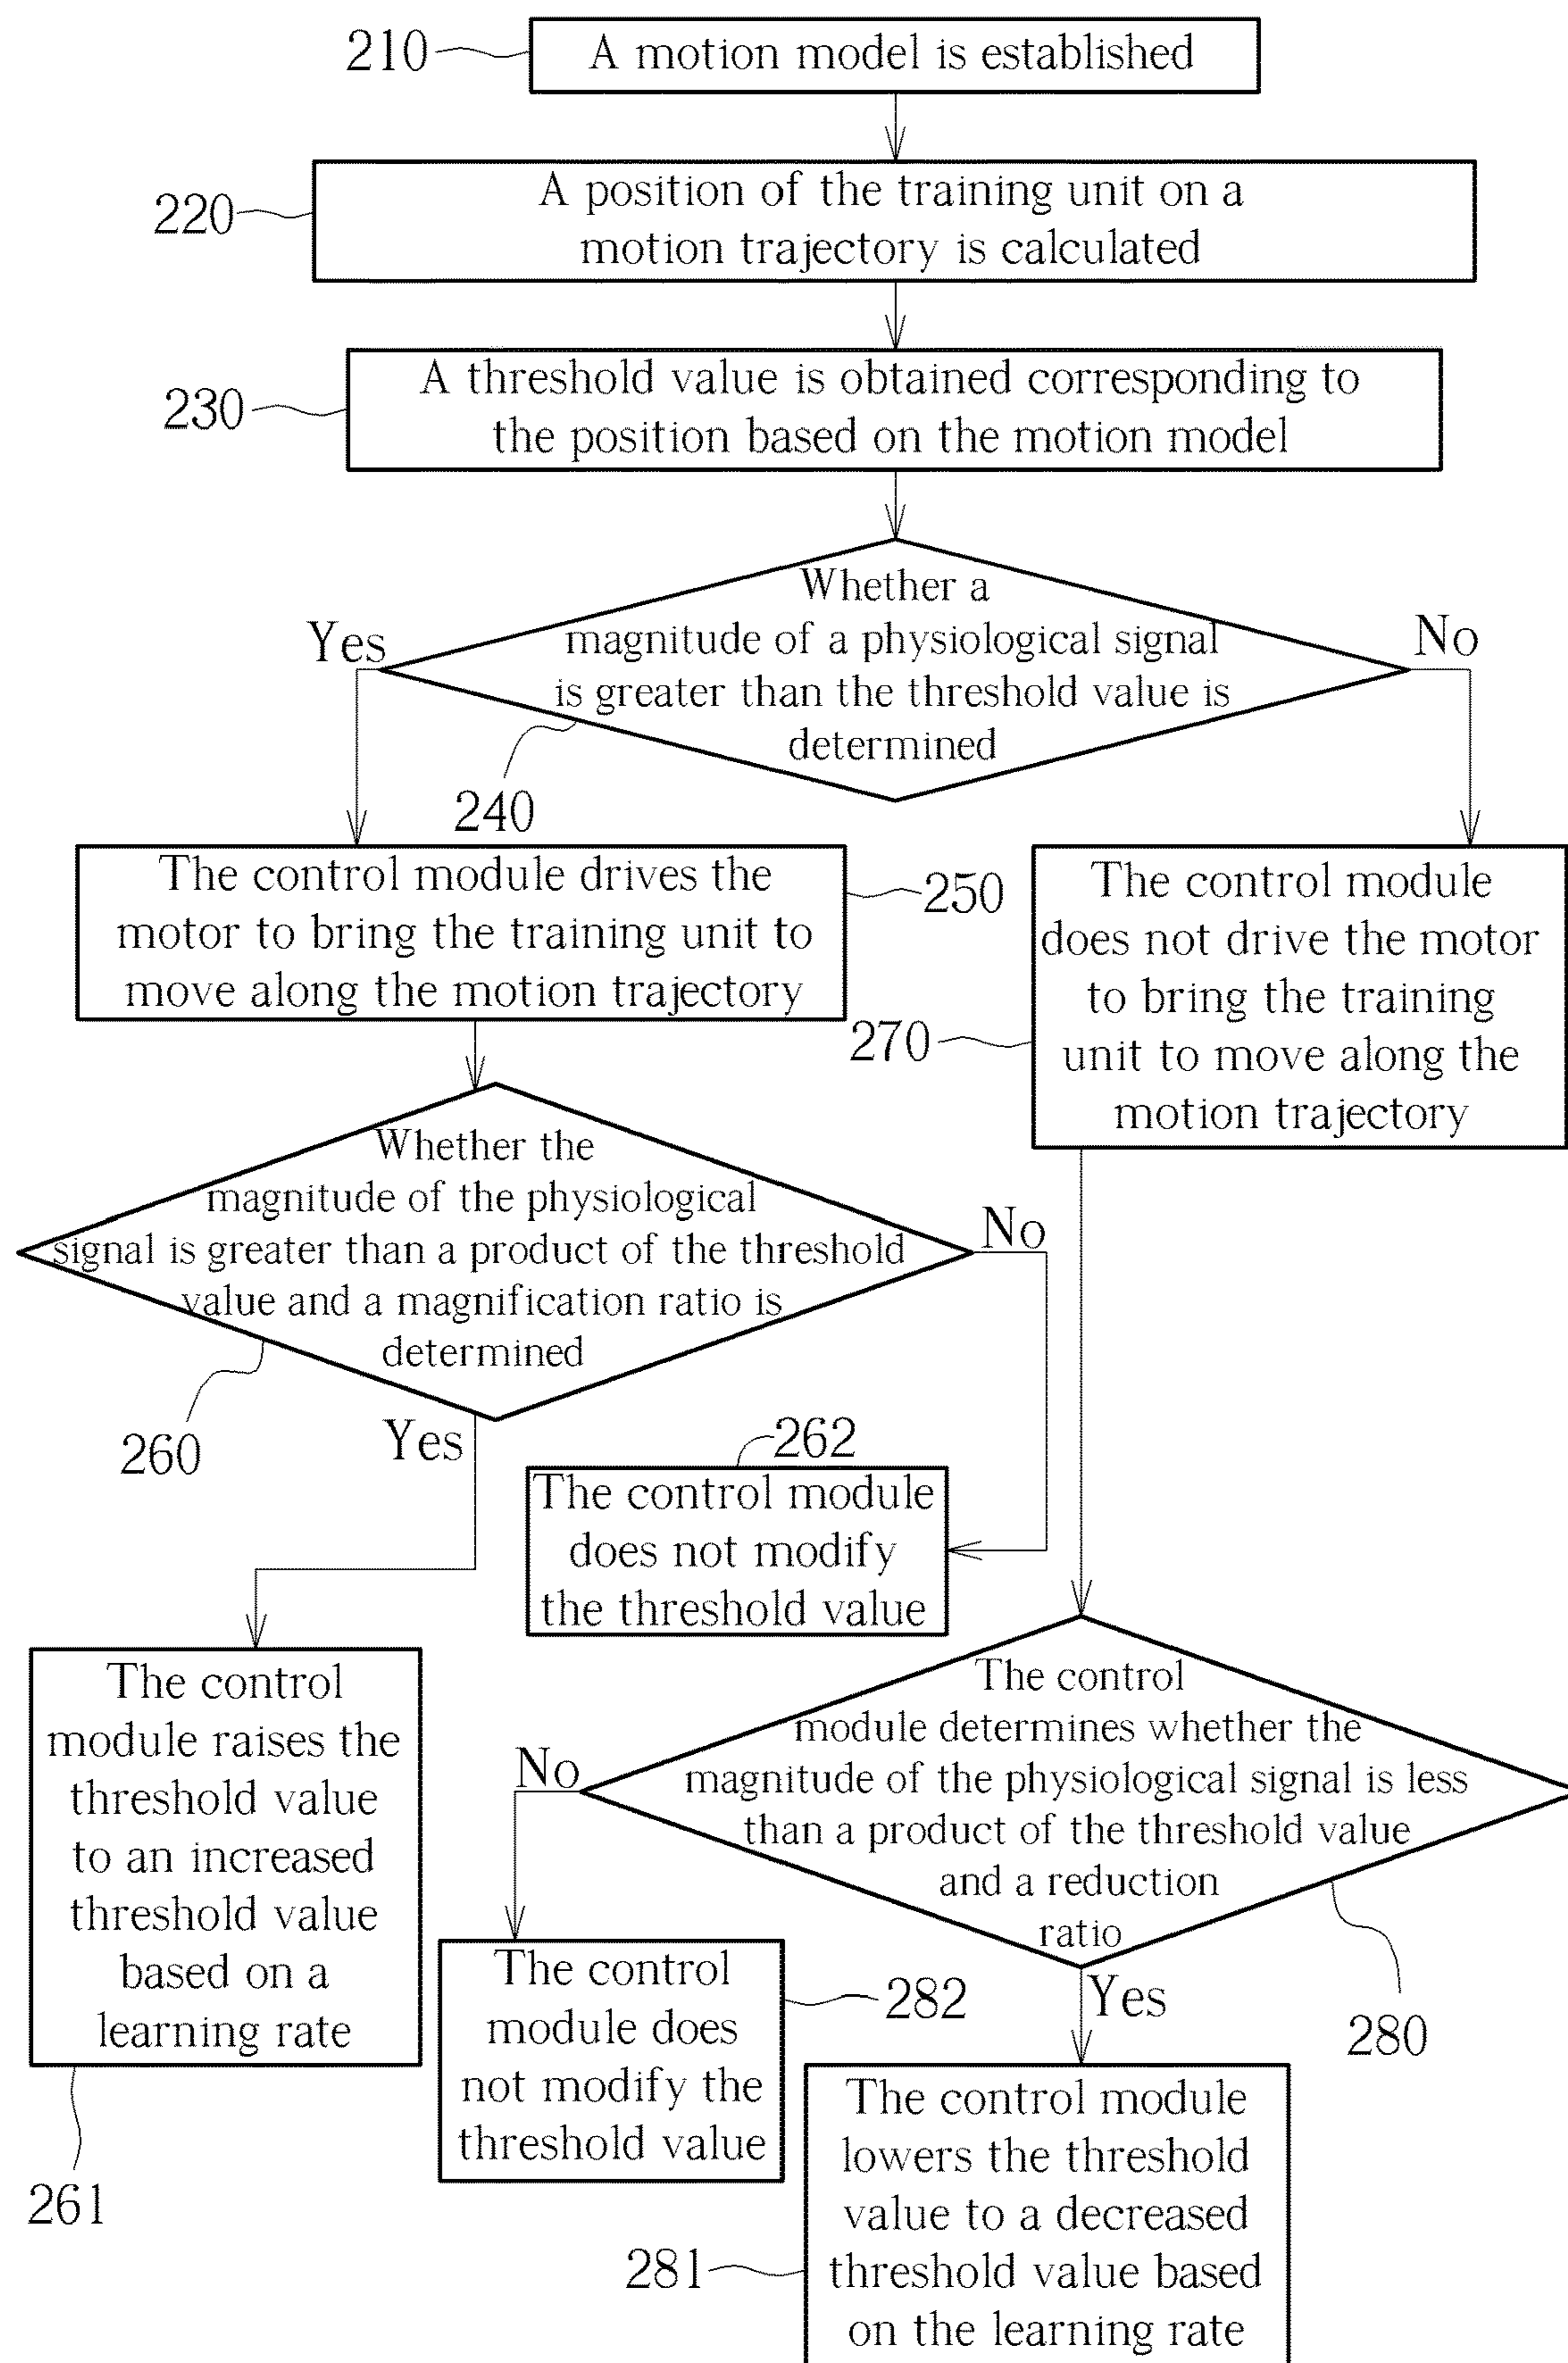 210
A motion model is established
220
A position of the training unit on a
motion trajectory is calculated
230
A threshold value is obtained corresponding to
the position based on the motion model
Whether a
magnitude of a physiological signal
is greater than the threshold value is
determined
Yes
No
240
The control module drives the
motor to bring the training unit to
move along the motion trajectory
250
The control module
does not drive the motor
to bring the training
unit to move along the
motion trajectory
270
Whether the
magnitude of the physiological
signal is greater than a product of the threshold
value and a magnification ratio is
determined
No
260
Yes
262
The control module
does not modify
the threshold value
The control
module raises the
threshold value
to an increased
threshold value
based on a
learning rate
261
The control
module determines whether the
magnitude of the physiological signal is less
than a product of the threshold value
and a reduction
ratio
No
280
Yes
The control
module does
not modify the
threshold value
282
The control module
lowers the threshold
value to a decreased
threshold value based
on the learning rate
281